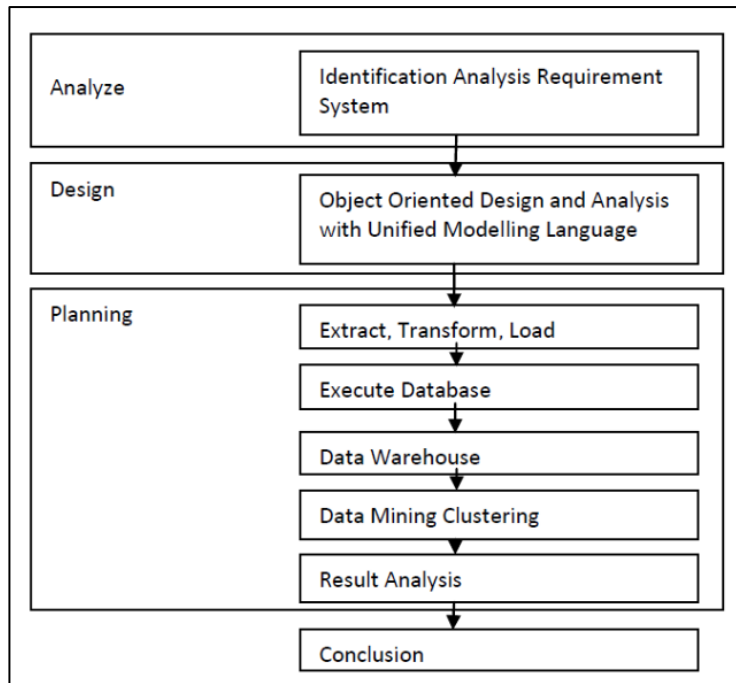 Analyze
Identification Analysis Requirement
System
Design
Object Oriented Design and Analysis
with Unified Modelling Language
Planning
Extract, Transform, Load
Execute Database
Data Warehouse
Data Mining Clustering
Result Analysis
Conclusion